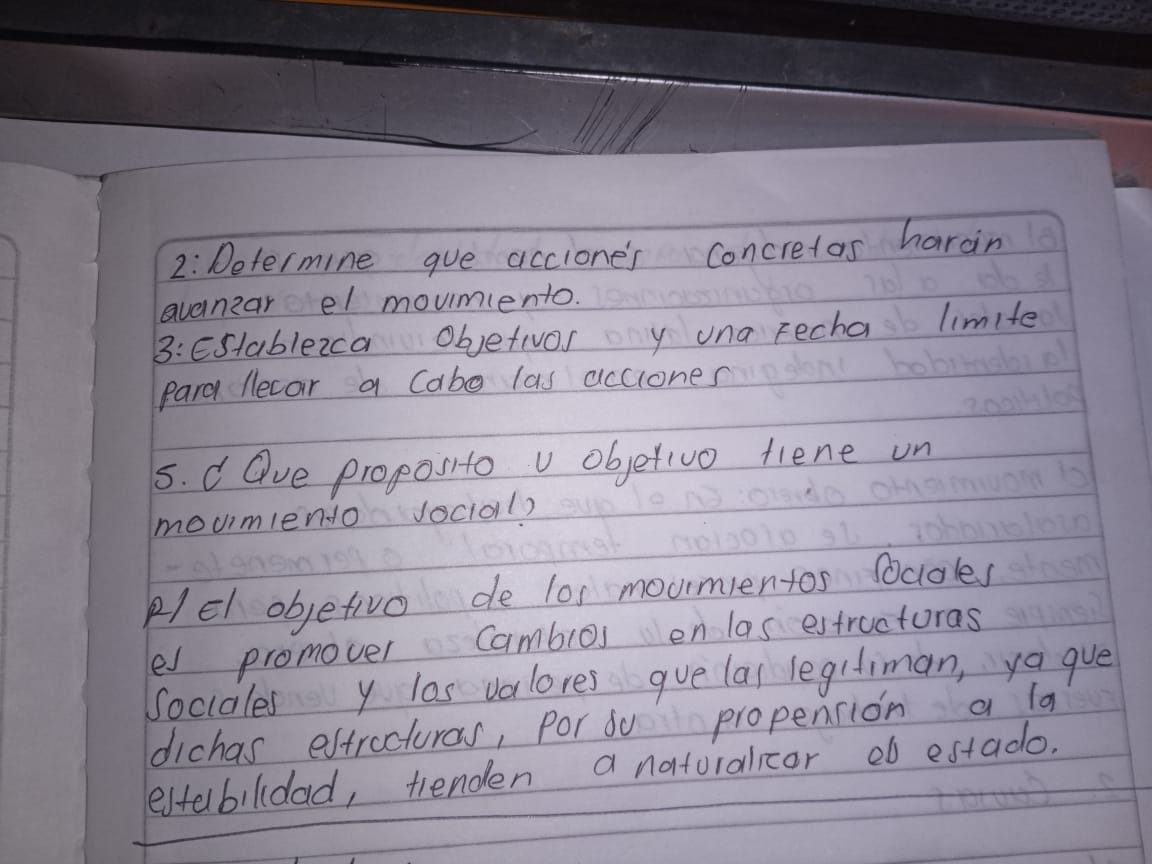 2: Determine que accione's concretas harán
avanzar el movimiento.
3: Establezca Objetivos y una Fecha limite
para llevar a Cabo las acciones
5. ¿ Que proposito u objetivo tiene un
movimiento social?
R/ El objetivo de los movimientos Sociales
es promover Cambios en las estructuras
Sociales y los valores que las legitiman, ya que
dichas estructuras, por su propensión a la
estabilidad, tienden a naturalizar el estado.